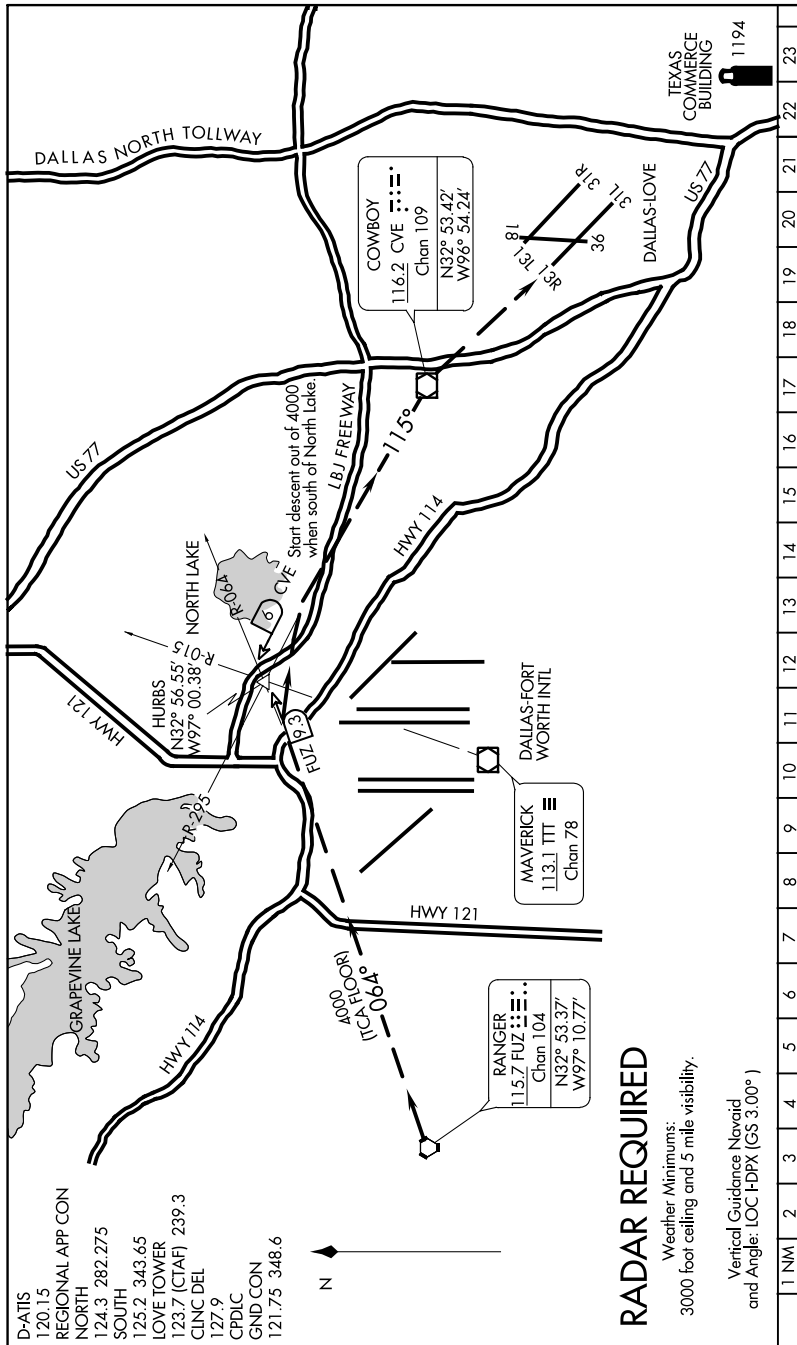 D-ATIS
120.15
REGIONAL APP CON
NORTH
124.3 282.275
SOUTH
125.2 343.65
LOVE TOWER
123.7 (CTAF) 239.3
CLNC DEL
127.9
CPDLC
GND CON
121.75 348.6
N
GRAPEVINE LAKE
HWY 114
HWY 121
HWY 121
R-295
HURBS
N32° 56.55'
W97° 00.38'
R-015
R-064
NORTH LAKE
6
CVE
Start descent out of 4000
when south of North Lake.
FUZ 9.3
US 77
LBJ FREEWAY
DALLAS NORTH TOLLWAY
COWBOY
116.2 CVE
Chan 109
N32° 53.42'
W96° 54.24'
115°
HWY 114
18
13L
13R
36
31R
31L
DALLAS-LOVE
US 77
TEXAS
COMMERCE
BUILDING
1194
4000
(TCA FLOOR)
064°
RANGER
115.7 FUZ
Chan 104
N32° 53.37'
W97° 10.77'
MAVERICK
113.1 TTT
Chan 78
DALLAS-FORT
WORTH INTL
RADAR REQUIRED
Weather Minimums:
3000 foot ceiling and 5 mile visibility.
Vertical Guidance Navaid
and Angle: LOC I-DPX (GS 3.00°)
1 NM 2 3 4 5 6 7 8 9 10 11 12 13 14 15 16 17 18 19 20 21 22 23